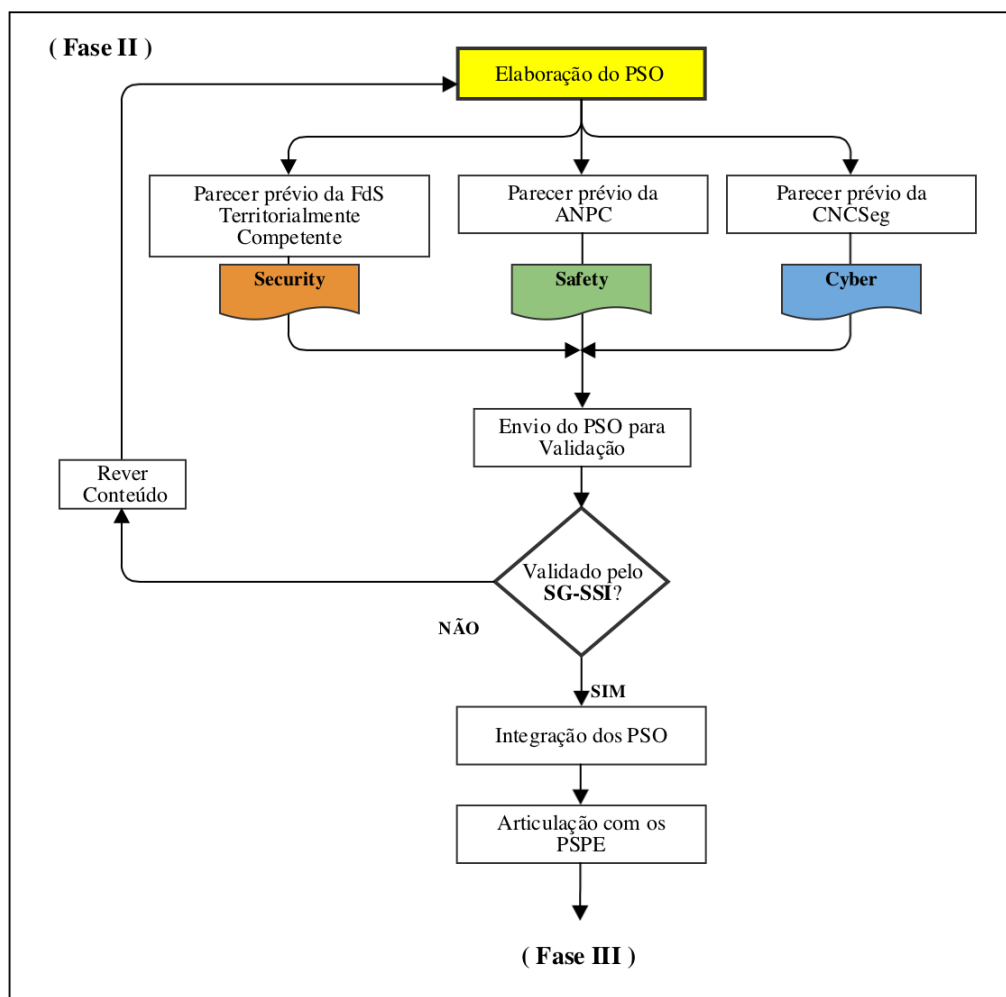 ( Fase II )
Elaboração do PSO
Parecer prévio da FdS
Territorialmente
Competente
Parecer prévio da
ANPC
Parecer prévio da
CNCSeg
Security
Safety
Cyber
Envio do PSO para
Validação
Rever
Conteúdo
Validado pelo
SG-SSI?
NÃO
SIM
Integração dos PSO
Articulação com os
PSPE
( Fase III )